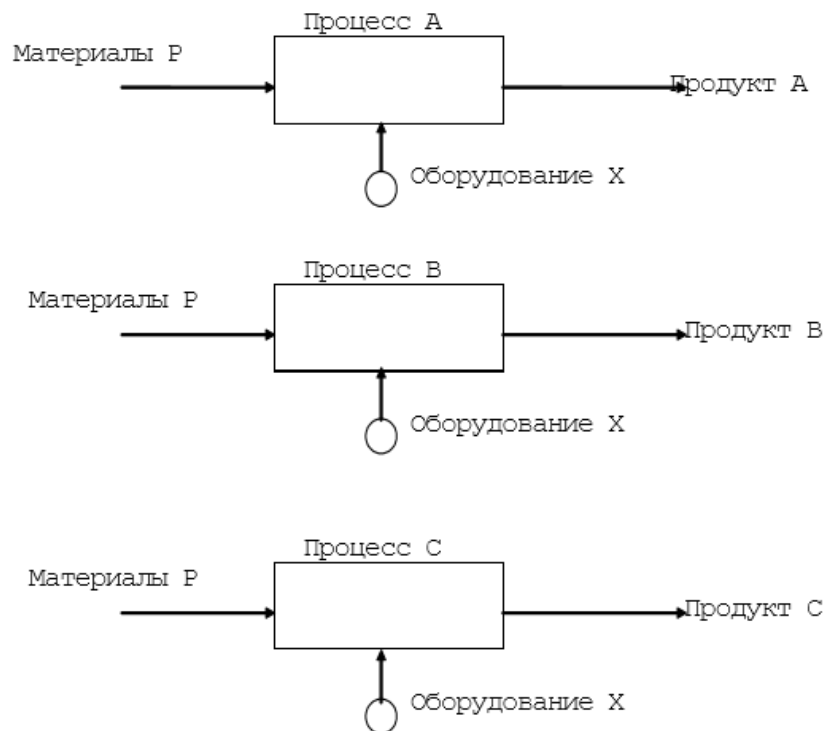 Процесс А
Материалы Р
Продукт А
Оборудование X
Процесс В
Материалы Р
Продукт В
Оборудование X
Процесс С
Материалы Р
Продукт С
Оборудование X